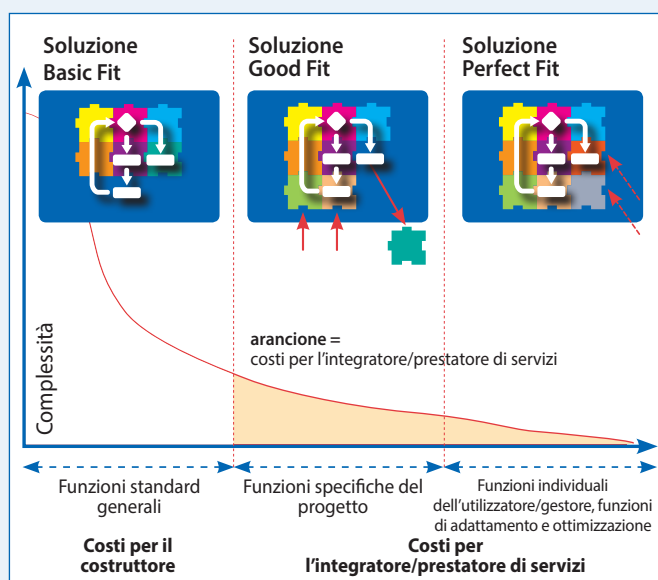 Soluzione
Basic Fit
Soluzione
Good Fit
Soluzione
Perfect Fit
Complessità
arancione =
costi per l'integratore/prestatore di servizi
Funzioni standard
generali
Funzioni specifiche del
progetto
Funzioni individuali
dell'utilizzatore/gestore, funzioni
di adattamento e ottimizzazione
Costi per il
costruttore
Costi per
l'integratore/prestatore di servizi